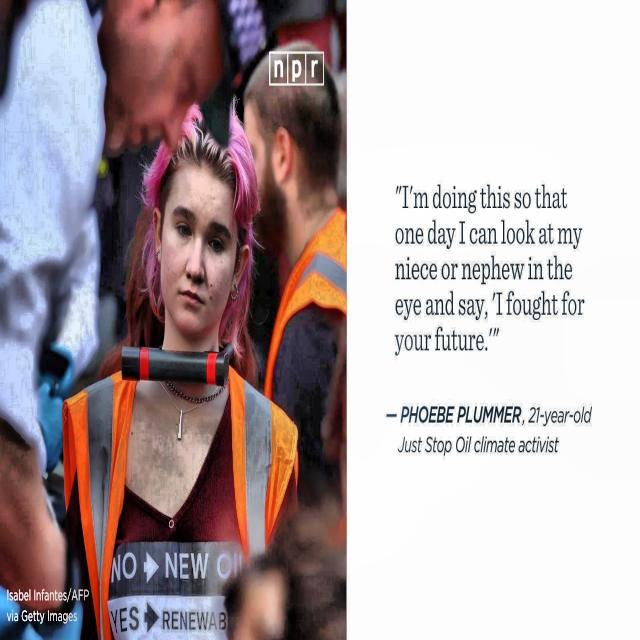 npr
"I'm doing this so that
one day I can look at my
niece or nephew in the
eye and say, 'I fought for
your future.'"
— PHOEBE PLUMMER, 21-year-old
Just Stop Oil climate activist
NO → NEW
YES →
Isabel Infantes/AFP
via Getty Images